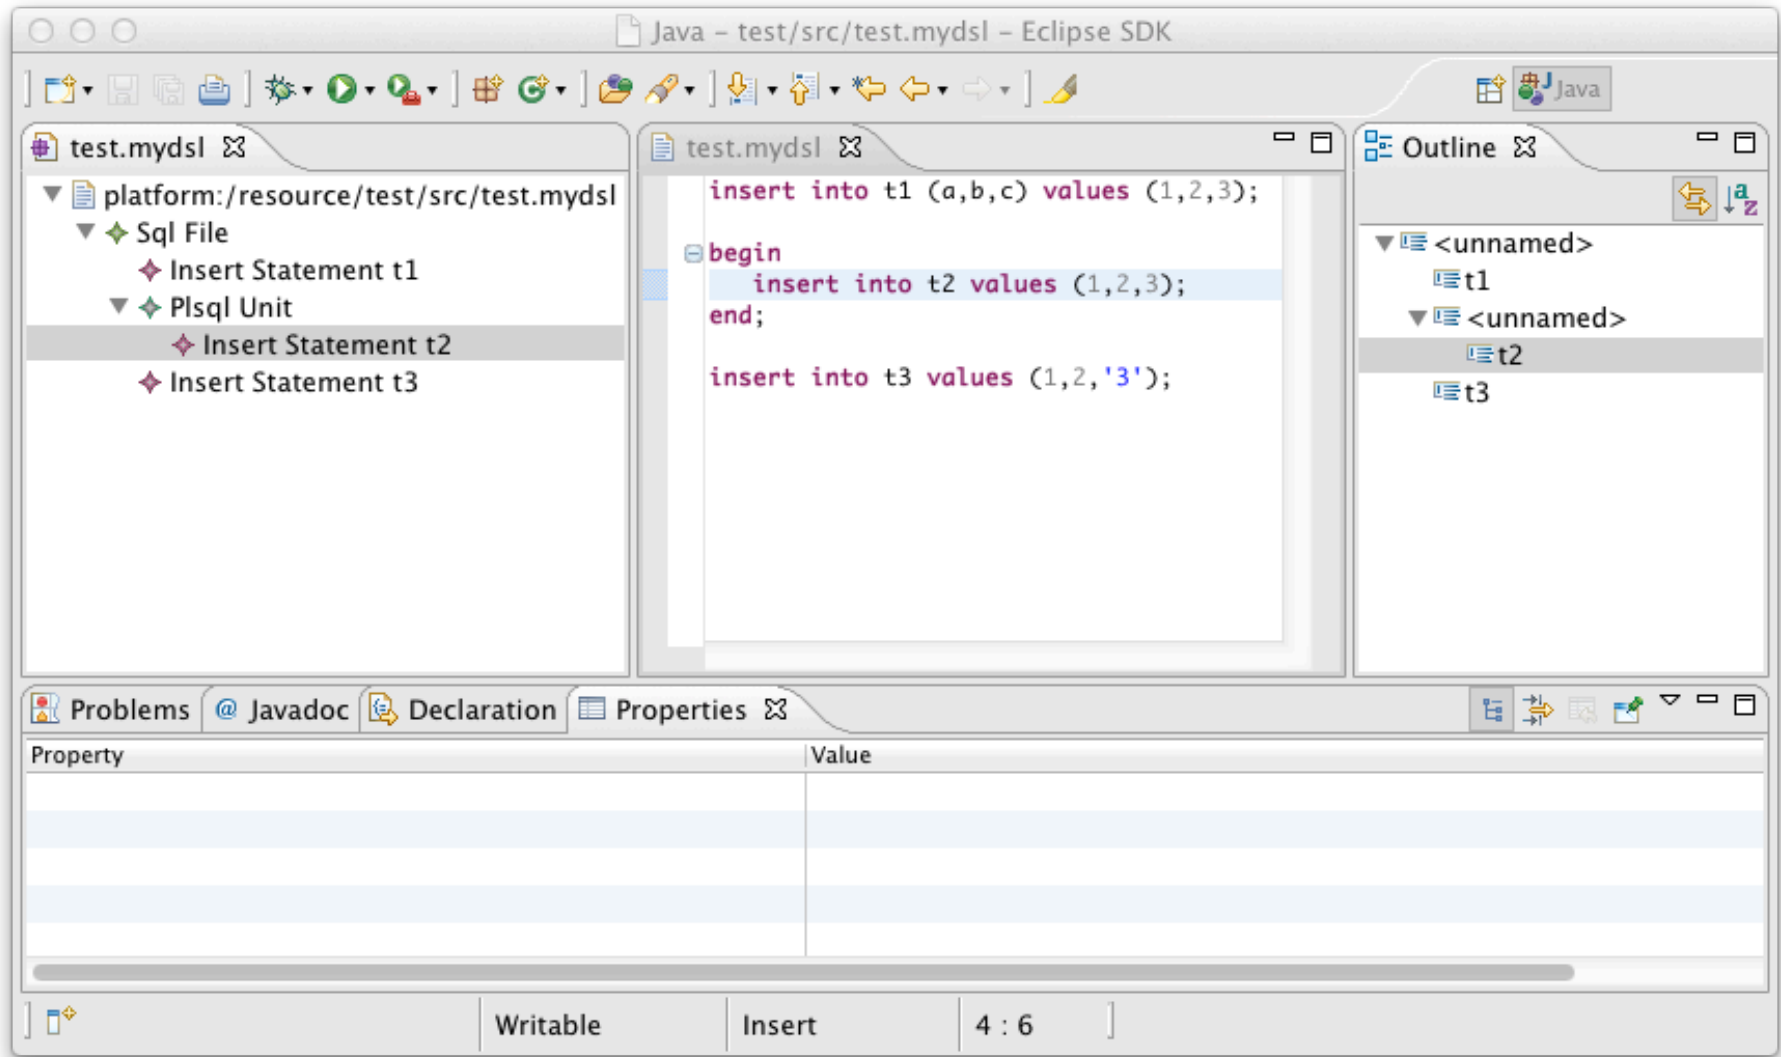 Java – test/src/test.mydsl – Eclipse SDK
Java
test.mydsl
platform:/resource/test/src/test.mydsl
Sql File
Insert Statement t1
Plsql Unit
Insert Statement t2
Insert Statement t3
test.mydsl
insert into t1 (a,b,c) values (1,2,3);
begin
insert into t2 values (1,2,3);
end;
insert into t3 values (1,2,'3');
Outline
<unnamed>
t1
<unnamed>
t2
t3
Problems @ Javadoc Declaration Properties
Property Value
Writable Insert 4 : 6